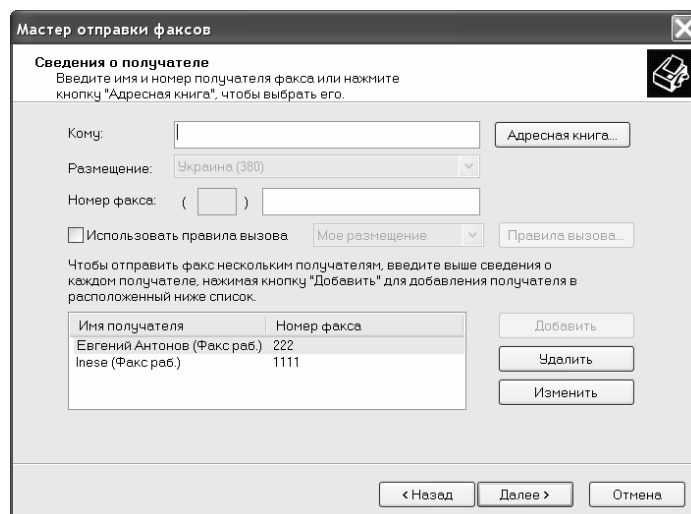 Мастер отправки факсов
Сведения о получателе
Введите имя и номер получателя факса или нажмите
кнопку "Адресная книга", чтобы выбрать его.
Кому:
Адресная книга...
Размещение:
Украина (380)
Номер факса: ( )
Использовать правила вызова
Мое размещение
Правила вызова...
Чтобы отправить факс нескольким получателям, введите выше сведения о
каждом получателе, нажимая кнопку "Добавить" для добавления получателя в
расположенный ниже список.
Имя получателя Номер факса
Евгений Антонов (Факс раб.) 222
Inese (Факс раб.) 1111
Добавить
Удалить
Изменить
< Назад
Далее >
Отмена